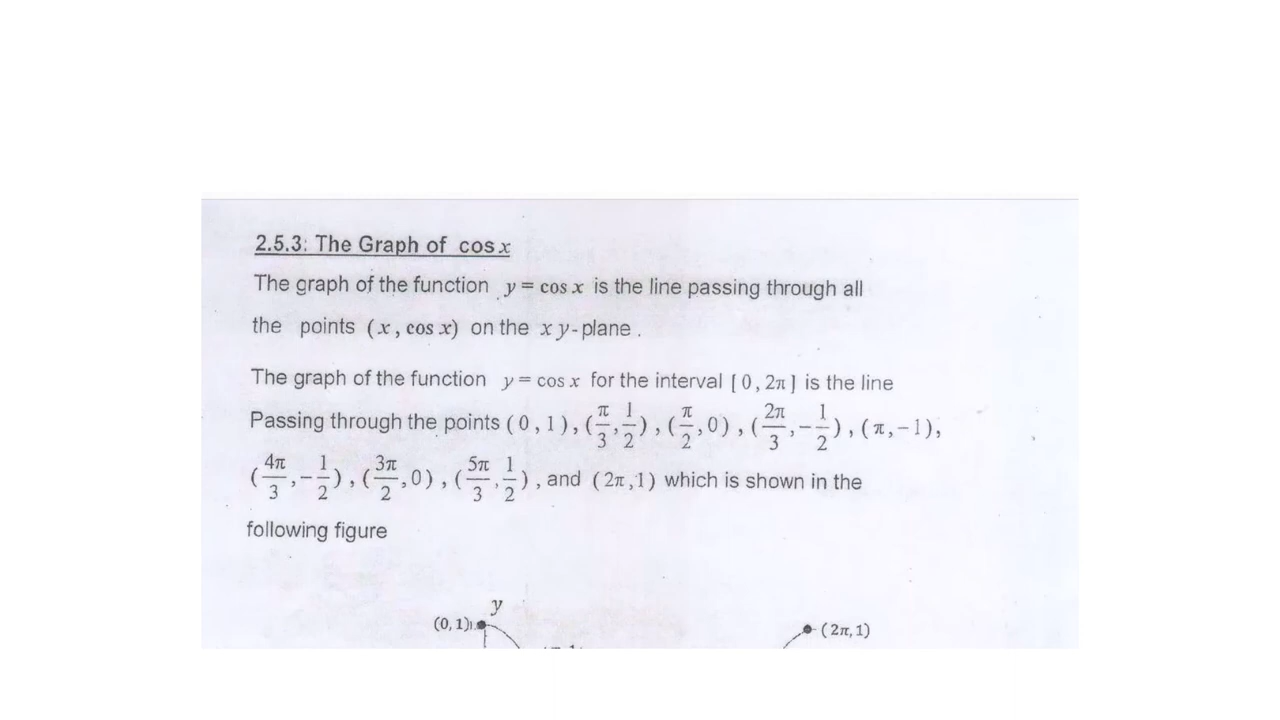 2.5.3: The Graph of cos x
The graph of the function y = cos x is the line passing through all
the points (x, cos x) on the x y-plane.
The graph of the function y = cos x for the interval [0, 2π] is the line
Passing through the points (0, 1), (π/3, 1/2), (π/2, 0), (2π/3, -1/2), (π, -1),
(4π/3, -1/2), (3π/2, 0), (5π/3, 1/2), and (2π, 1) which is shown in the
following figure
y
(0, 1)
(2π, 1)